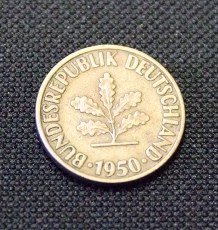 BUNDESREPUBLIK DEUTSCHLAND
· 1950 ·